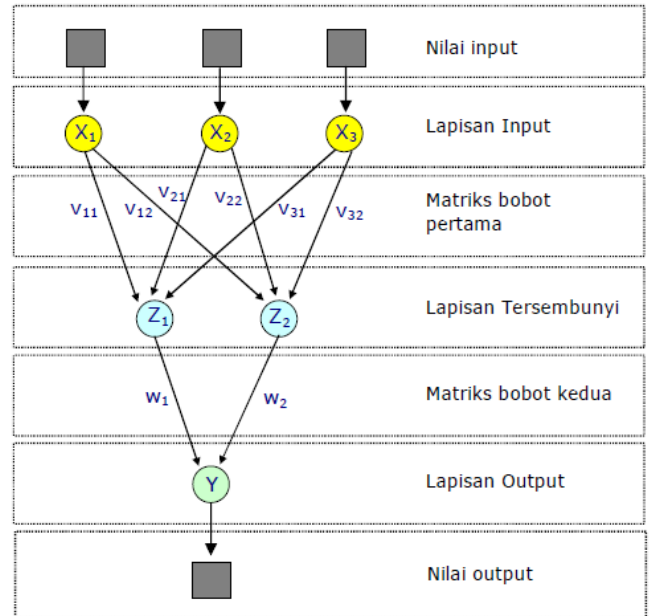 Nilai input
X₁ X₂ X₃ Lapisan Input
v₁₁ v₁₂ v₂₁ v₂₂ v₃₁ v₃₂ Matriks bobot
pertama
Z₁ Z₂ Lapisan Tersembunyi
w₁ w₂ Matriks bobot kedua
Y Lapisan Output
Nilai output